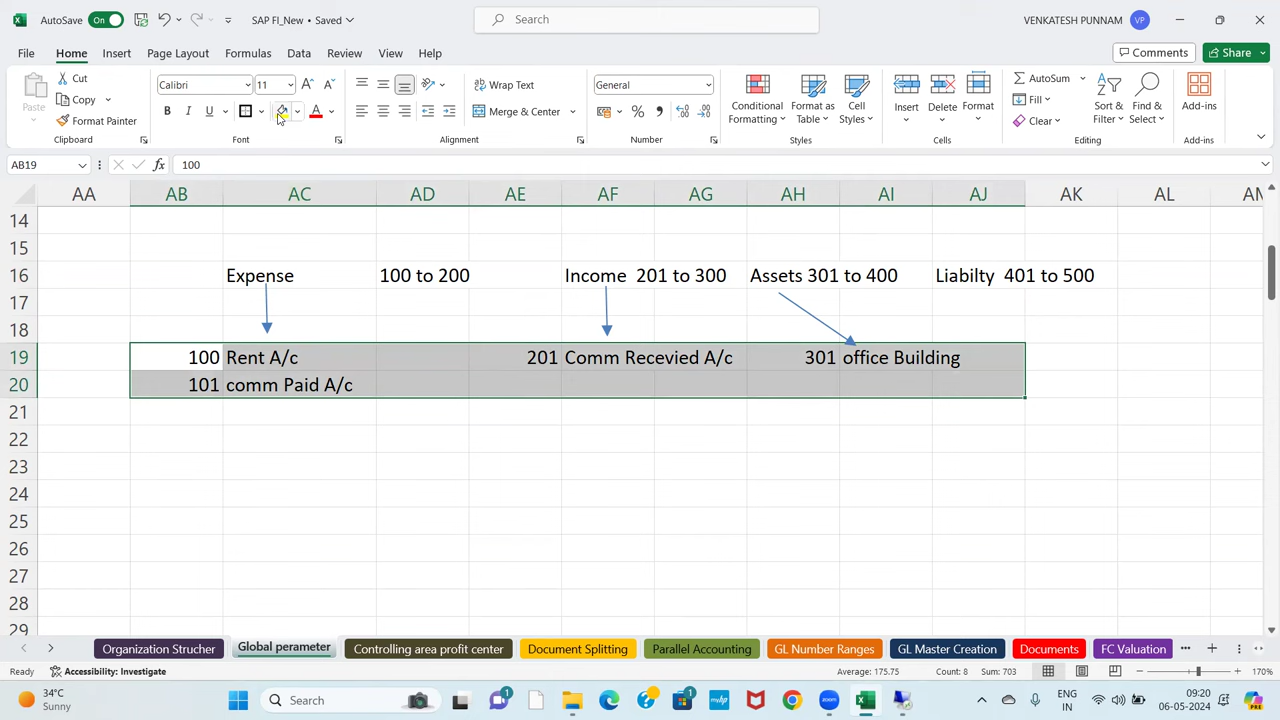 AutoSave On SAP FI_New • Saved Search VENKATESH PUNNAM VP
File Home Insert Page Layout Formulas Data Review View Help Comments Share
Paste Cut Copy Format Painter Clipboard
Calibri 11 B I U A Font
Wrap Text Merge & Center Alignment
General % Number
Conditional Formatting Format as Table Cell Styles Styles
Insert Delete Format Cells
AutoSum Fill Clear Sort & Filter Find & Select Editing
Add-ins Add-ins
AB19 fx 100
AA AB AC AD AE AF AG AH AI AJ AK AL AM
14
15
16 Expense 100 to 200 Income 201 to 300 Assets 301 to 400 Liabilty 401 to 500
17
18
19 100 Rent A/c 201 Comm Recevied A/c 301 office Building
20 101 comm Paid A/c
21
22
23
24
25
26
27
28
29
Organization Strucher Global perameter Controlling area profit center Document Splitting Parallel Accounting GL Number Ranges GL Master Creation Documents FC Valuation
Ready Accessibility: Investigate Average: 175.75 Count: 8 Sum: 703 170%
34°C Sunny Search ENG IN 09:20 06-05-2024